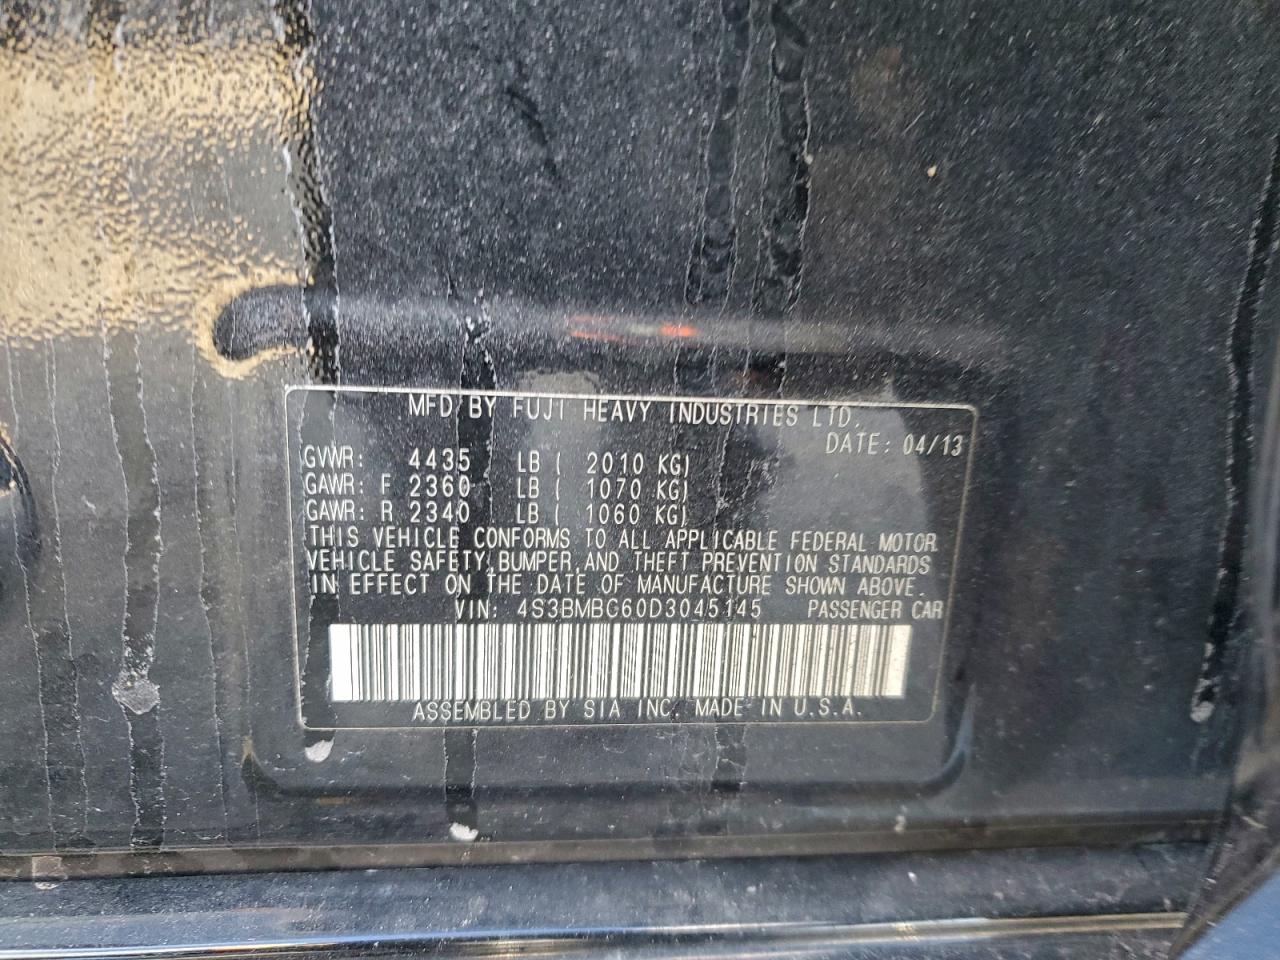 MFD BY FUJI HEAVY INDUSTRIES LTD.
DATE: 04/13
GVWR: 4435 LB ( 2010 KG)
GAWR: F 2360 LB ( 1070 KG)
GAWR: R 2340 LB ( 1060 KG)
THIS VEHICLE CONFORMS TO ALL APPLICABLE FEDERAL MOTOR
VEHICLE SAFETY, BUMPER, AND THEFT PREVENTION STANDARDS
IN EFFECT ON THE DATE OF MANUFACTURE SHOWN ABOVE.
VIN: 4S3BMBC60D3045145 PASSENGER CAR
ASSEMBLED BY SIA INC. MADE IN U.S.A.